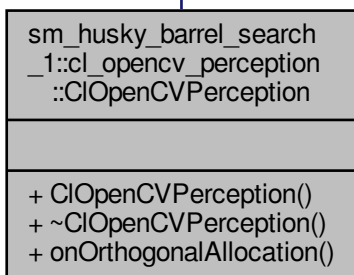 sm_husky_barrel_search
_1::cl_opencv_perception
::ClOpenCVPerception
+ ClOpenCVPerception()
+ ~ClOpenCVPerception()
+ onOrthogonalAllocation()